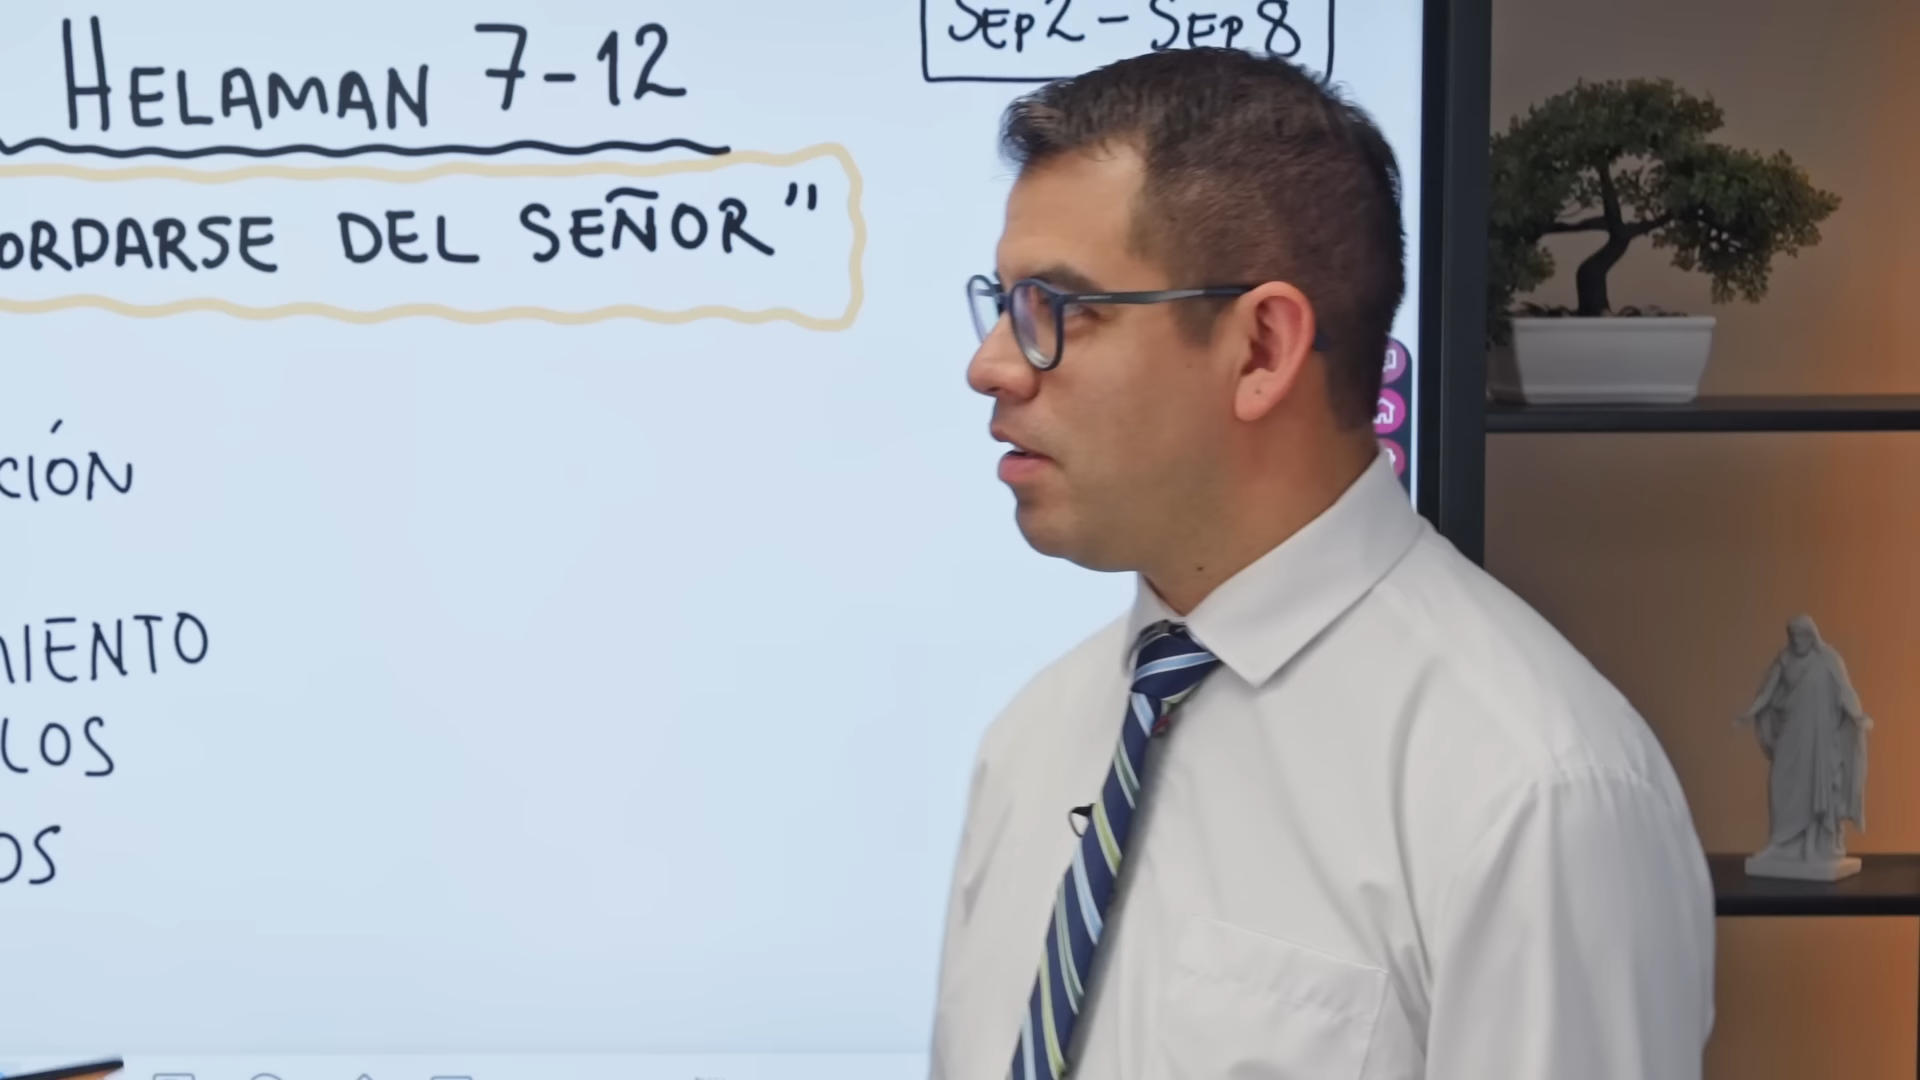 HELAMAN 7-12
SEP 2 - SEP 8
ORDARSE DEL SEÑOR"
CIÓN
MIENTO
LOS
OS